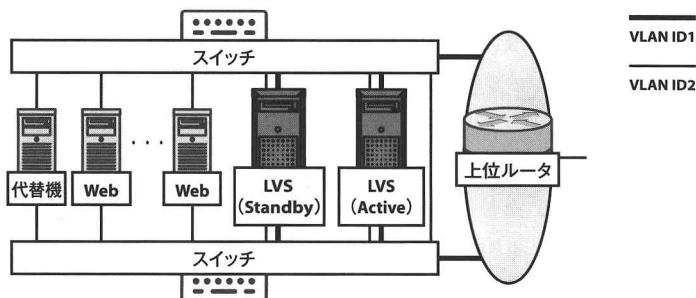 スイッチ
VLAN ID1
VLAN ID2
代替機
Web
・・・
Web
LVS
(Standby)
LVS
(Active)
上位ルータ
スイッチ